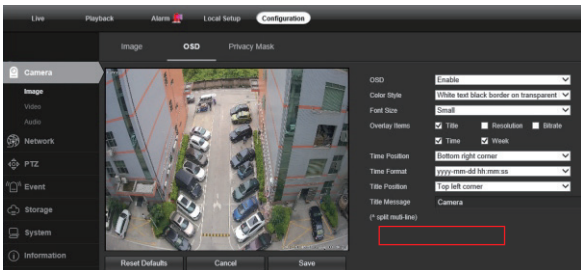 Live Playback Alarm Local Setup Configuration
Image OSD Privacy Mask
Camera
Image
Video
Audio
Network
PTZ
Event
Storage
System
Information
OSD Enable
Color Style White text black border on transparent
Font Size Small
Overlay Items Title Resolution Bitrate
Time Week
Time Position Bottom right corner
Time Format yyyy-mm-dd hh:mm:ss
Title Position Top left corner
Title Message Camera
(* split muti-line)
Reset Defaults Cancel Save